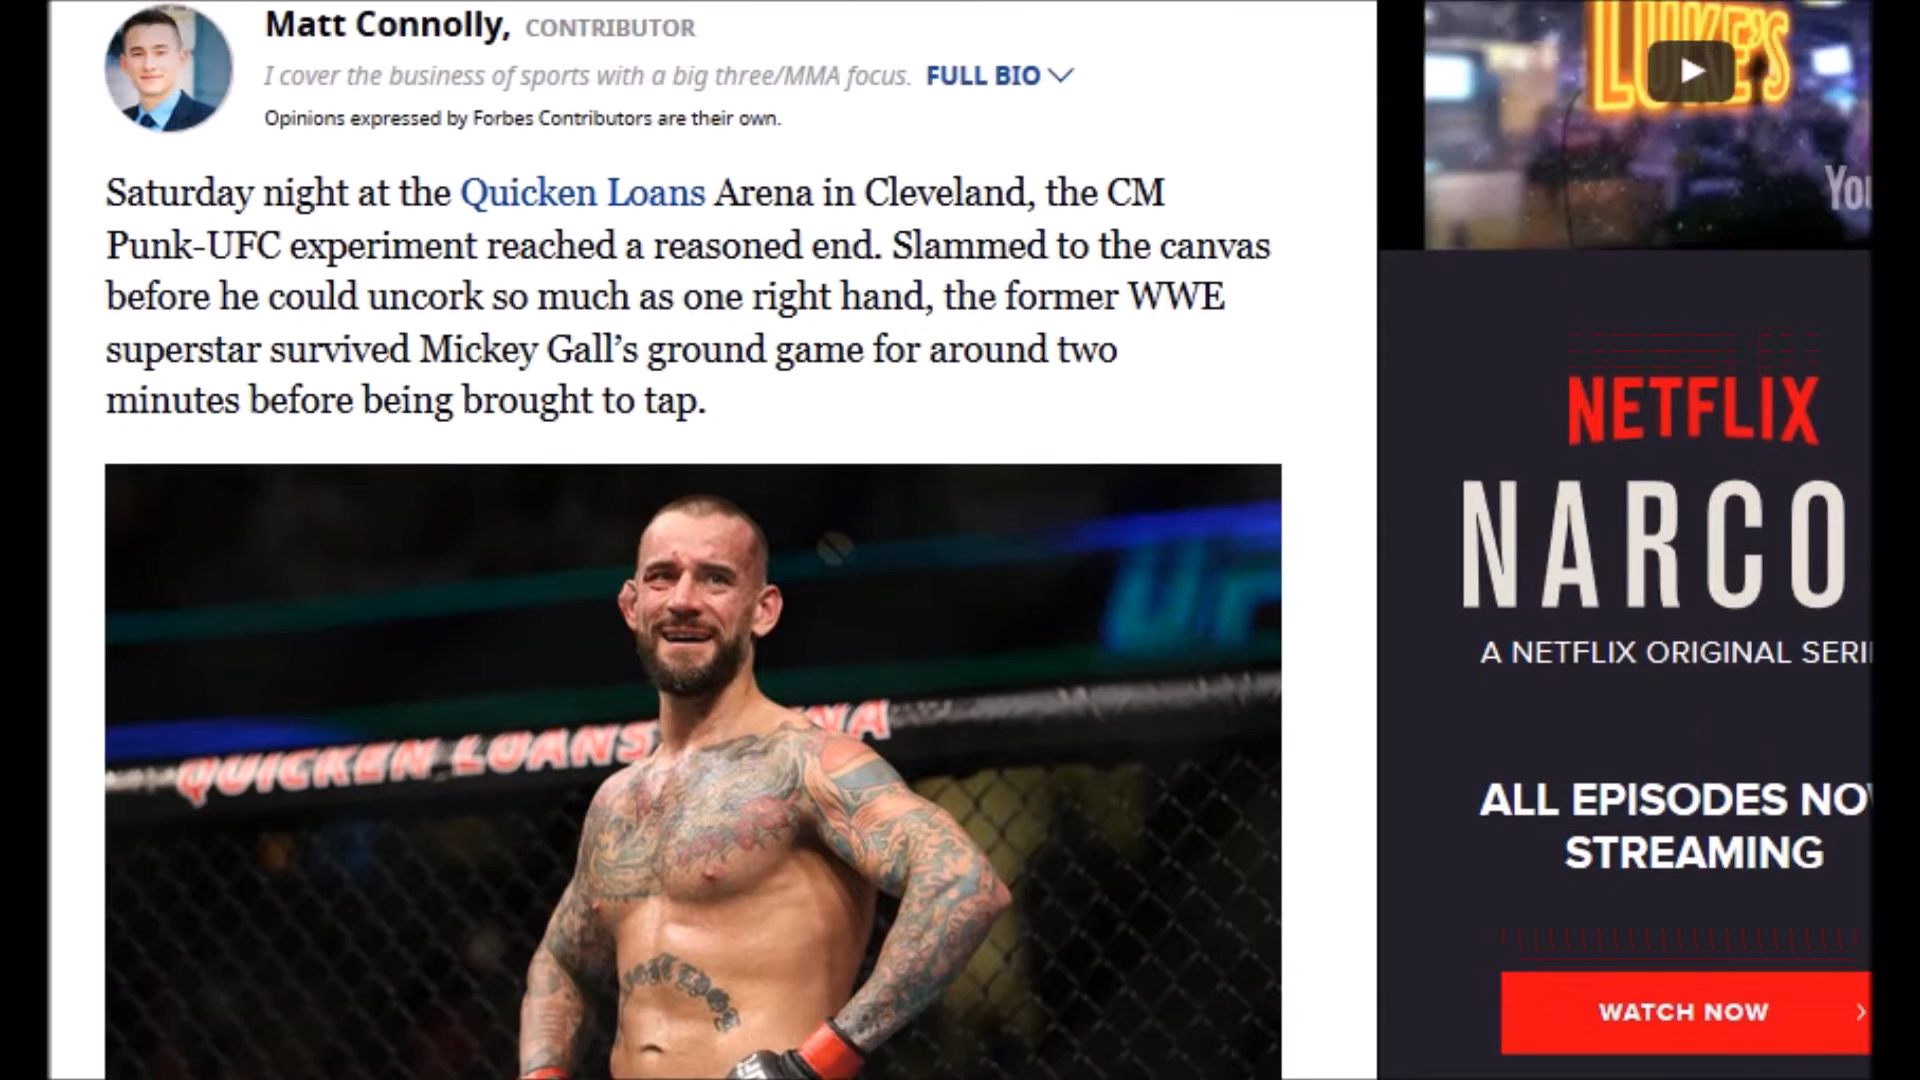 Matt Connolly, CONTRIBUTOR
I cover the business of sports with a big three/MMA focus. FULL BIO
Opinions expressed by Forbes Contributors are their own.
Saturday night at the Quicken Loans Arena in Cleveland, the CM
Punk-UFC experiment reached a reasoned end. Slammed to the canvas
before he could uncork so much as one right hand, the former WWE
superstar survived Mickey Gall’s ground game for around two
minutes before being brought to tap.
QUICKEN LOANS
LUKE'S
You
NETFLIX
NARCO
A NETFLIX ORIGINAL SERI
ALL EPISODES NO
STREAMING
WATCH NOW